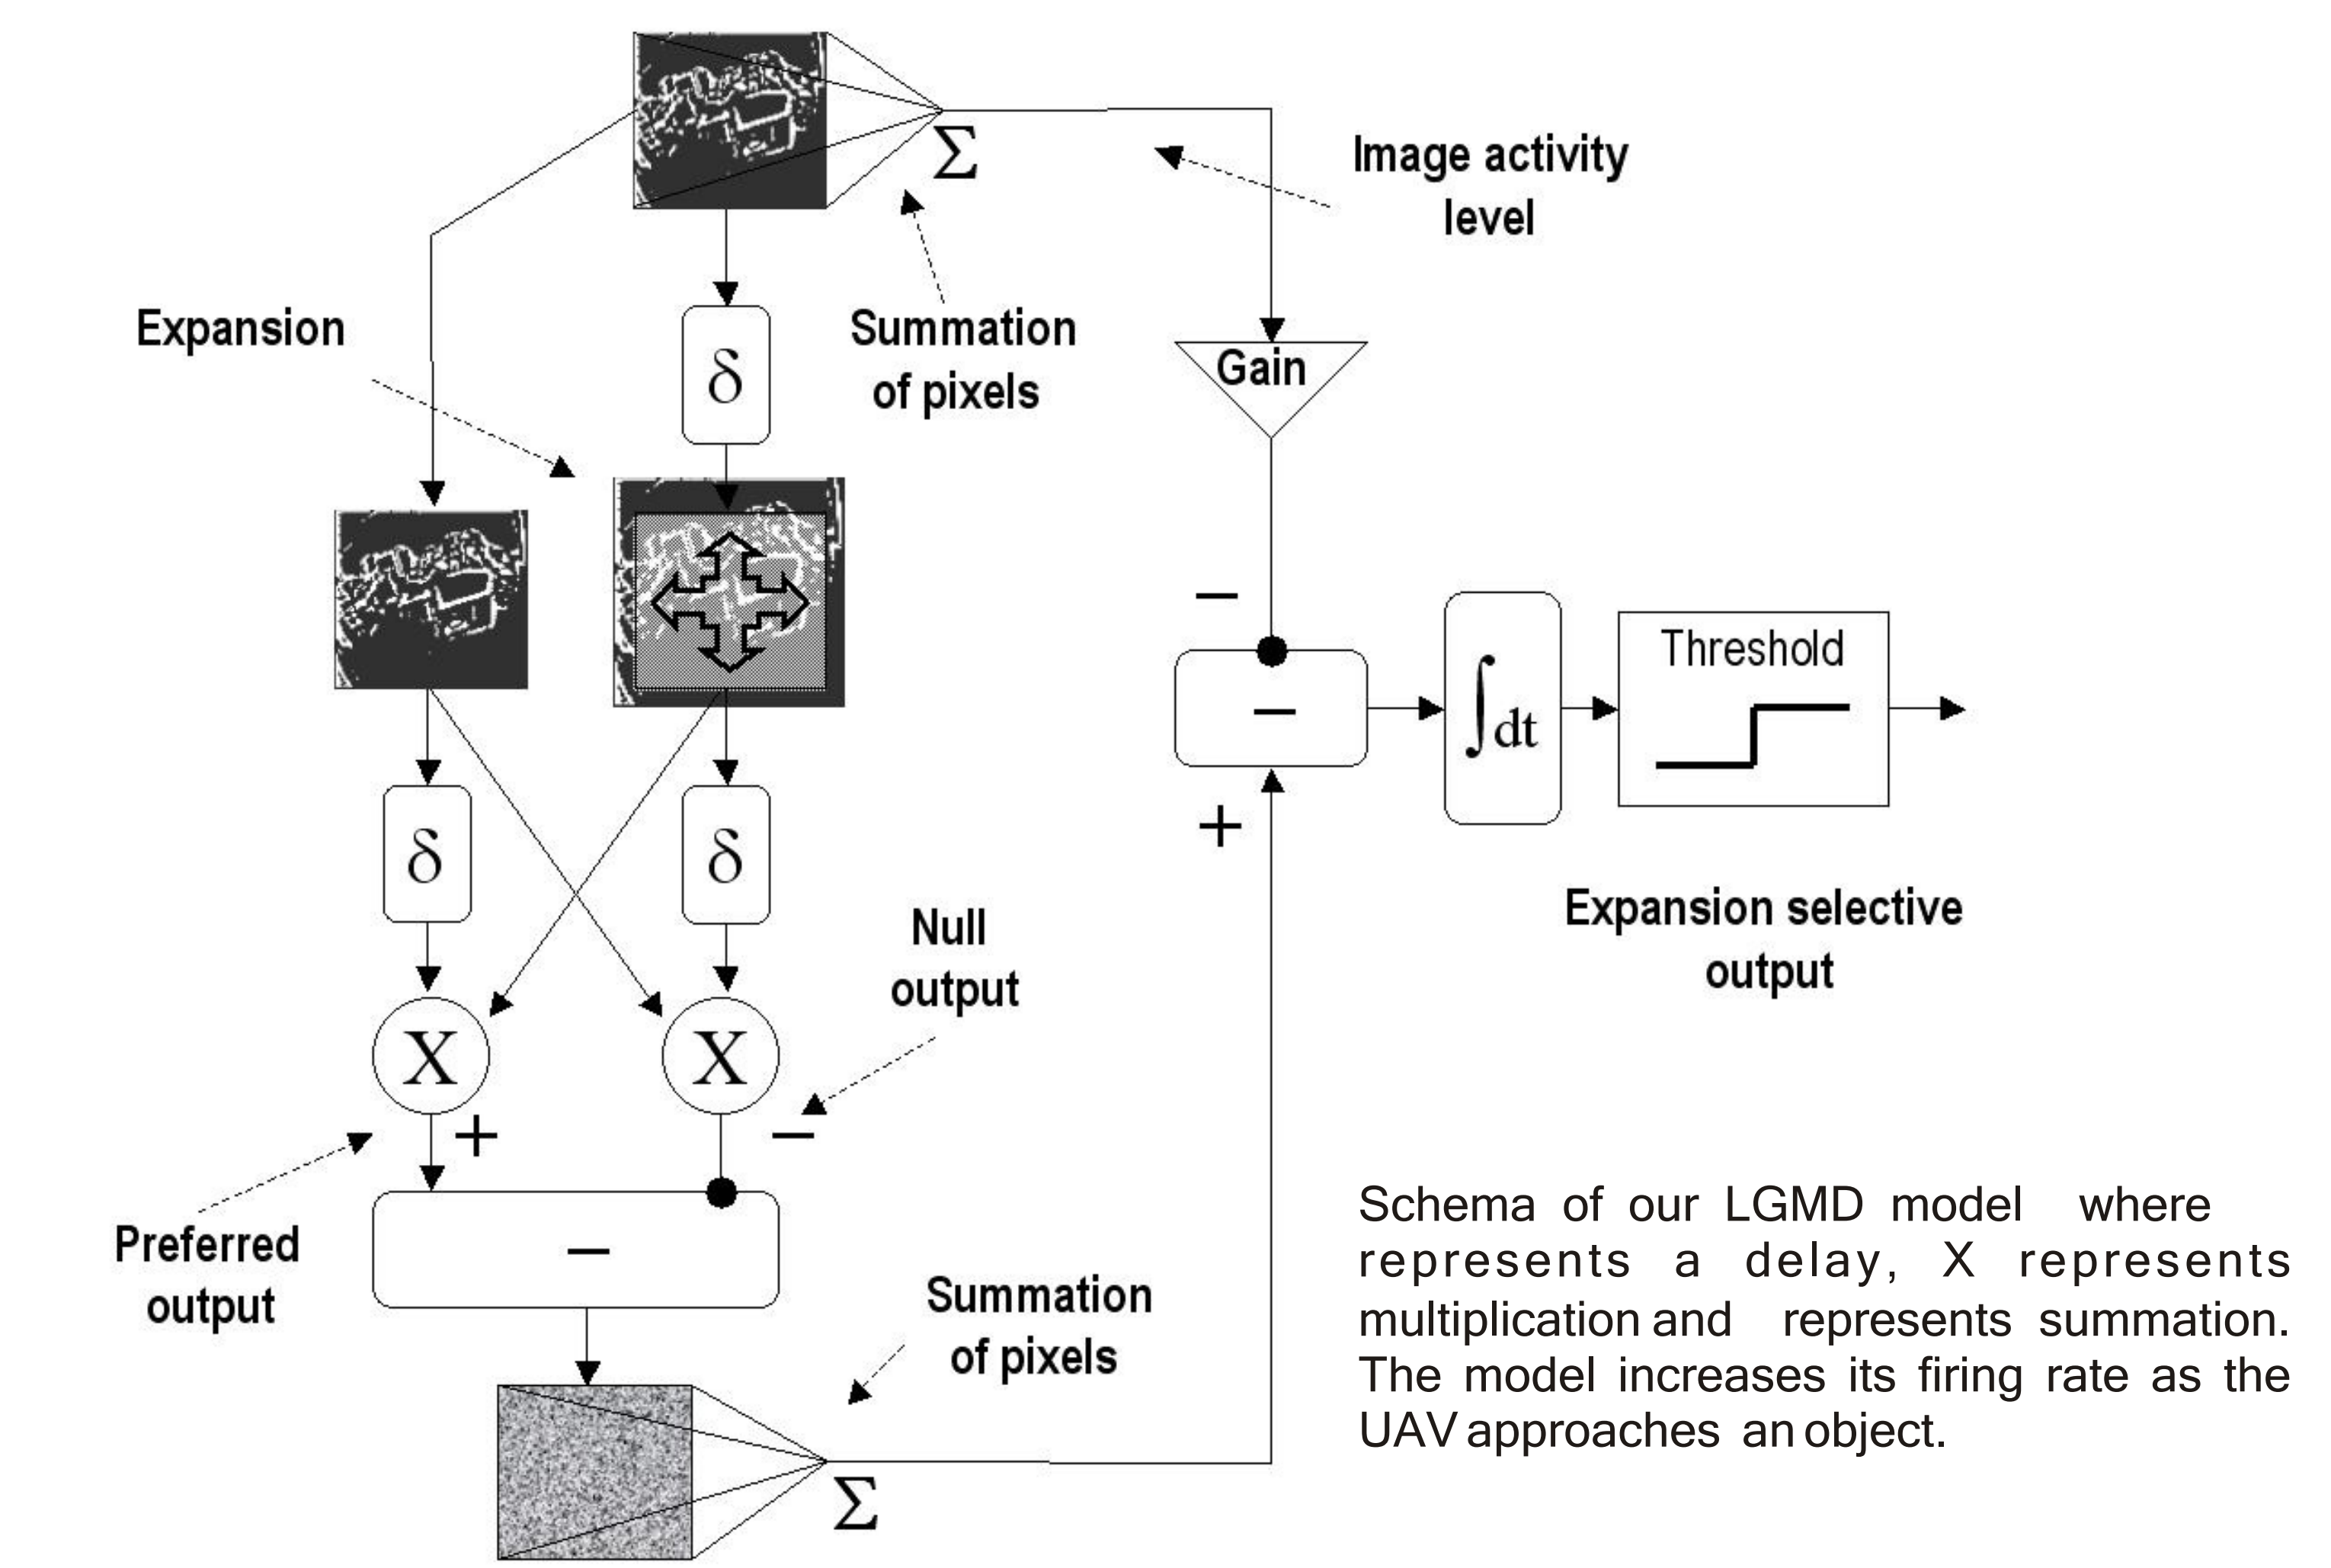 Σ
Image activity
level
Expansion
Summation
of pixels
δ
Gain
−
−
∫dt
Threshold
+
δ
δ
Expansion selective
output
Null
output
X
X
+
−
Preferred
output
−
Summation
of pixels
Σ
Schema of our LGMD model where
represents a delay, X represents
multiplication and represents summation.
The model increases its firing rate as the
UAV approaches an object.